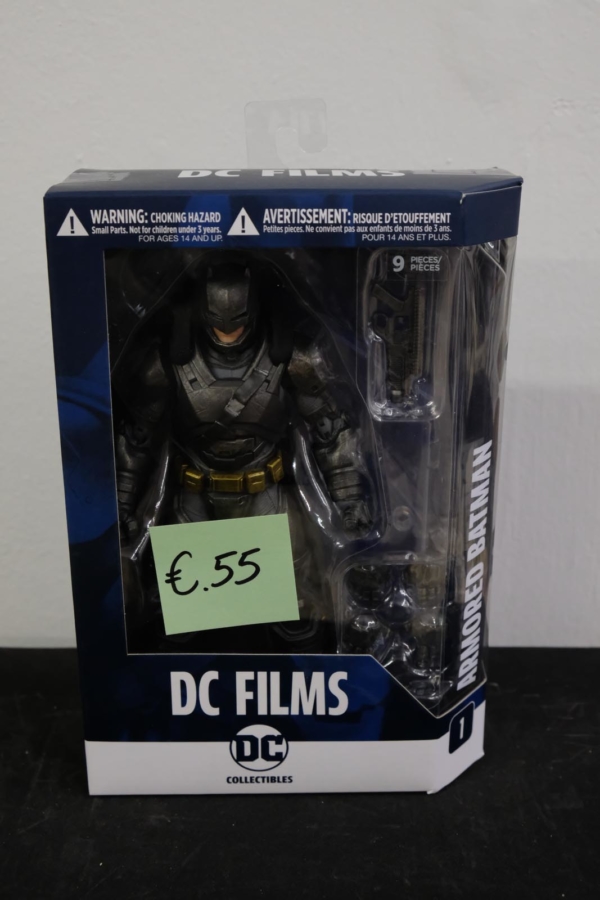 DC FILMS
WARNING: CHOKING HAZARD
Small Parts. Not for children under 3 years.
FOR AGES 14 AND UP.
AVERTISSEMENT: RISQUE D'ETOUFFEMENT
Petites pieces. Ne convient pas aux enfants de moins de 3 ans.
POUR 14 ANS ET PLUS.
9 PIECES/
PIÈCES
ARMORED BATMAN
€.55
DC FILMS
1
DC
COLLECTIBLES